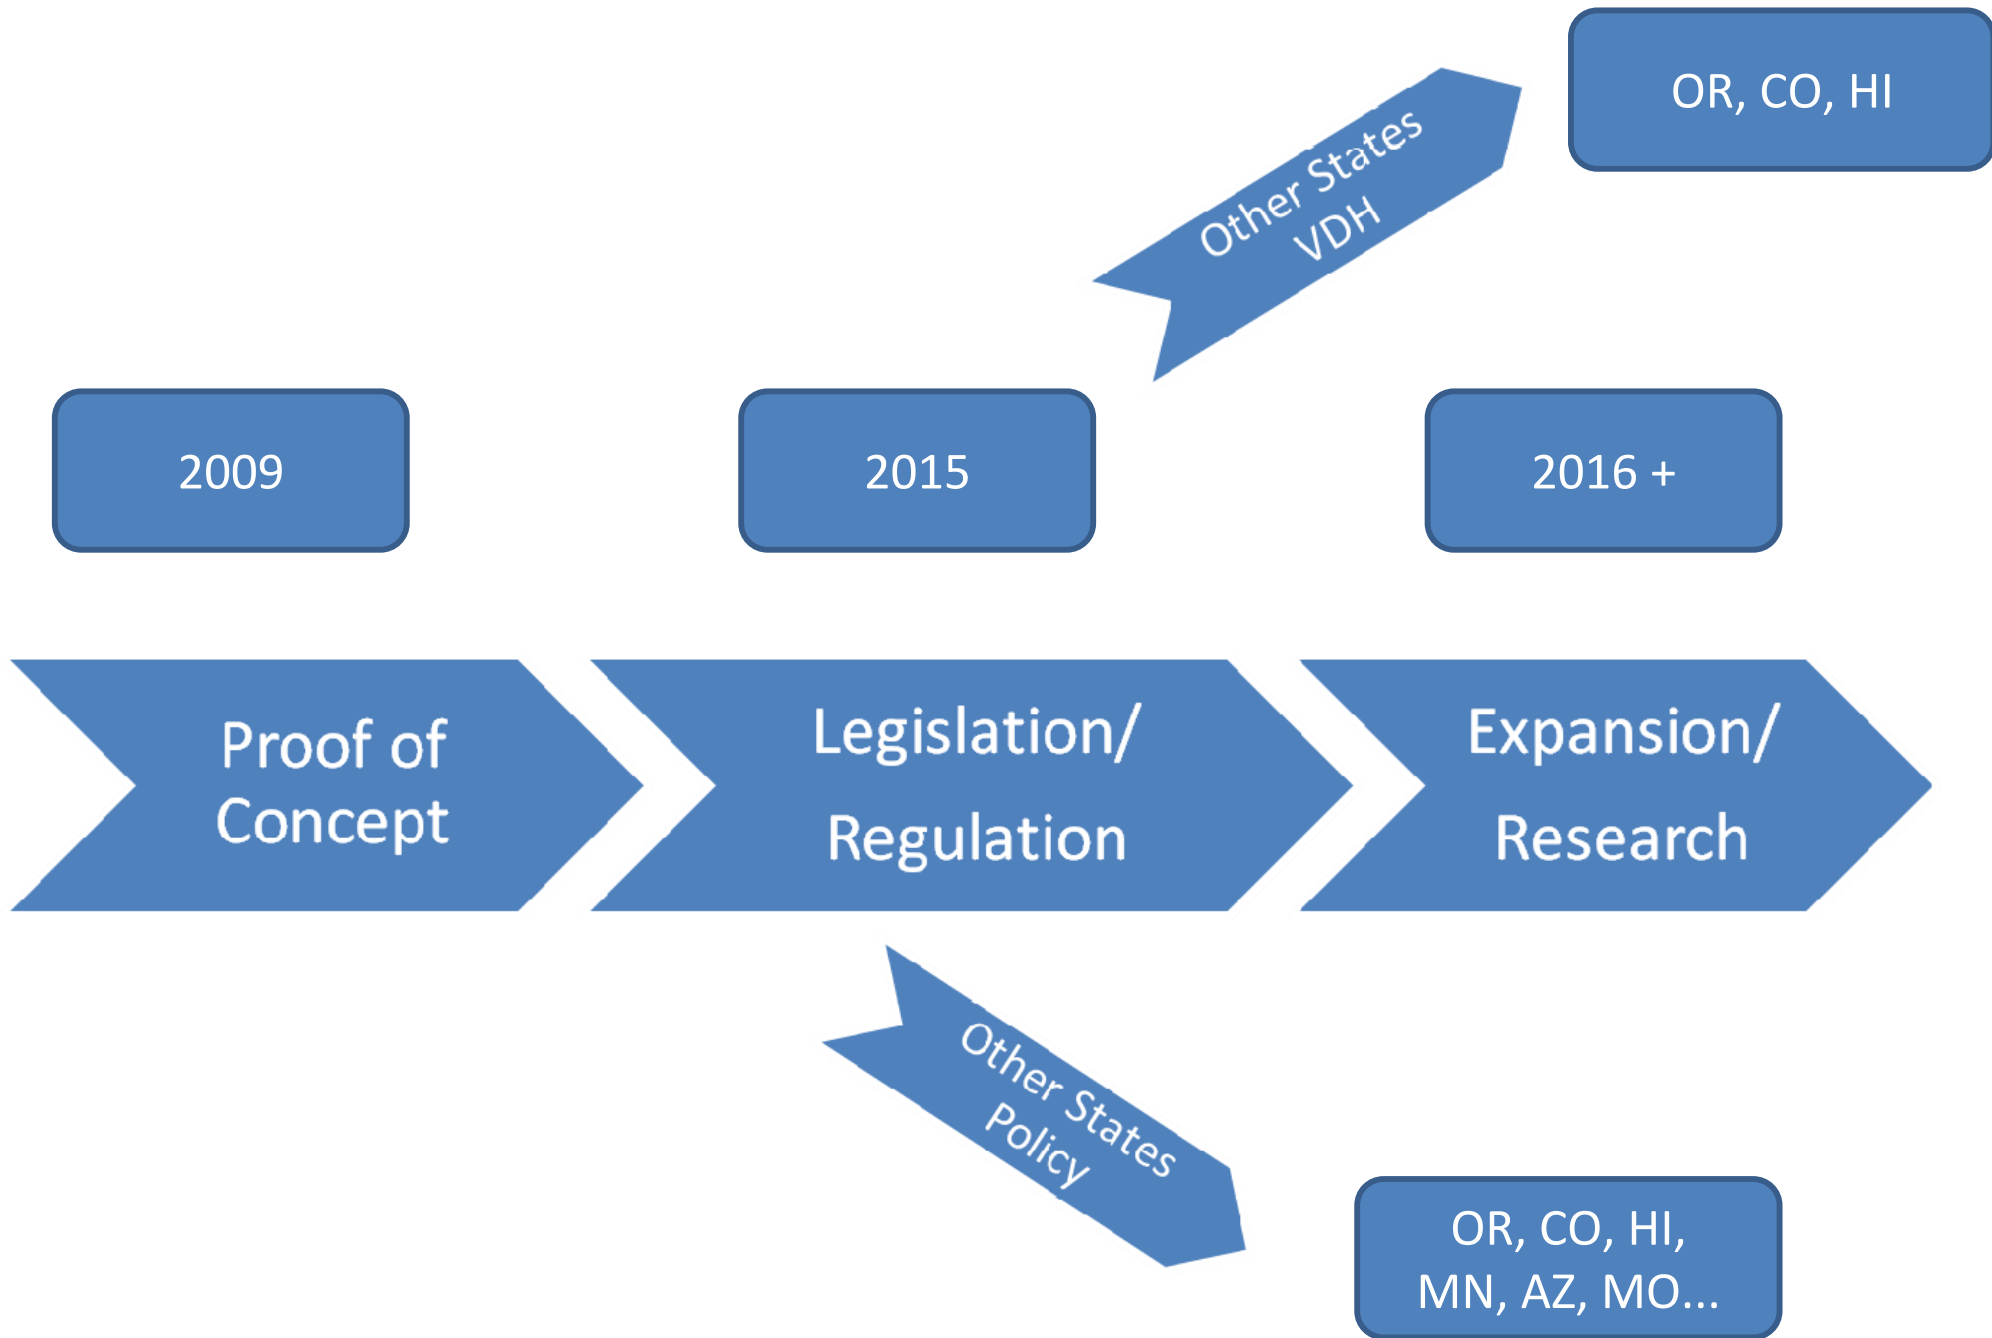 OR, CO, HI
Other States
VDH
2009
2015
2016 +
Proof of
Concept
Legislation/
Regulation
Expansion/
Research
Other States
Policy
OR, CO, HI,
MN, AZ, MO...